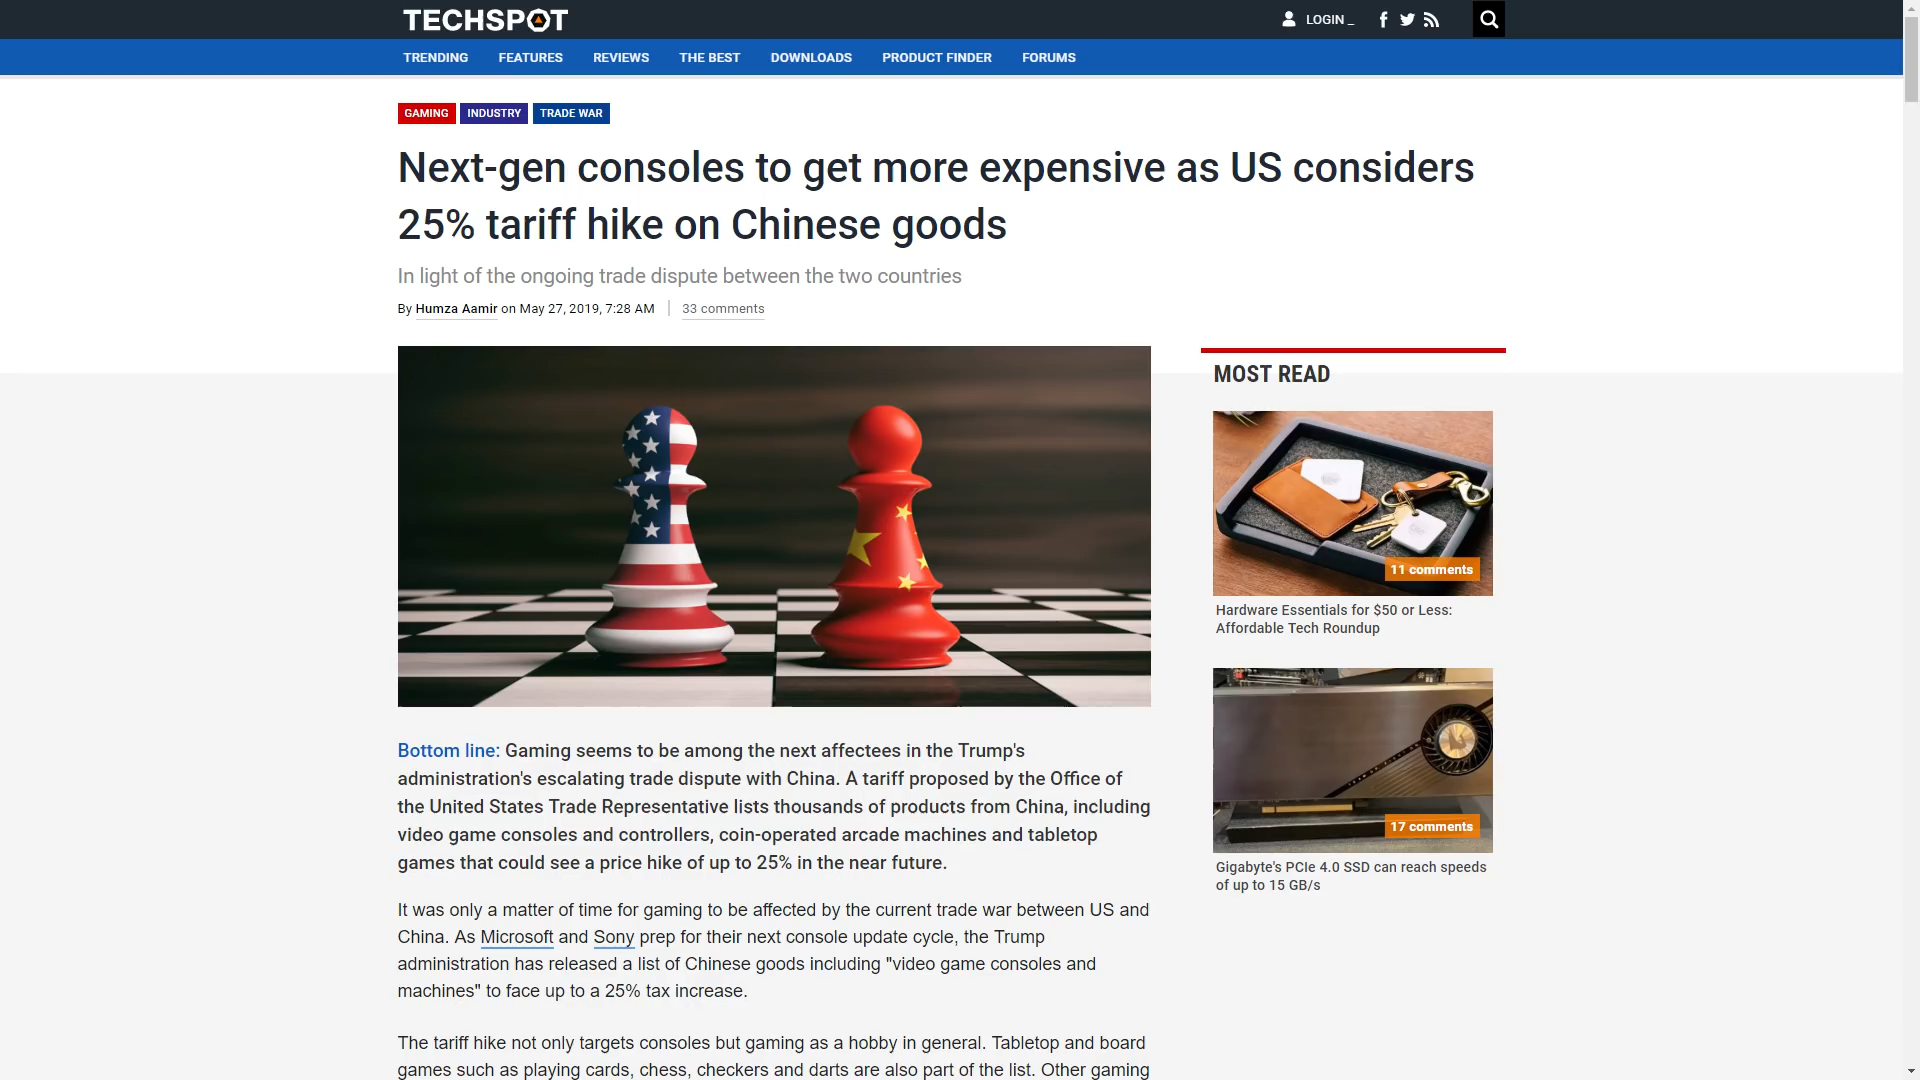 TECHSPOT
LOGIN _
TRENDING FEATURES REVIEWS THE BEST DOWNLOADS PRODUCT FINDER FORUMS
GAMING INDUSTRY TRADE WAR
Next-gen consoles to get more expensive as US considers
25% tariff hike on Chinese goods
In light of the ongoing trade dispute between the two countries
By Humza Aamir on May 27, 2019, 7:28 AM 33 comments
Bottom line: Gaming seems to be among the next affectees in the Trump's
administration's escalating trade dispute with China. A tariff proposed by the Office of
the United States Trade Representative lists thousands of products from China, including
video game consoles and controllers, coin-operated arcade machines and tabletop
games that could see a price hike of up to 25% in the near future.
It was only a matter of time for gaming to be affected by the current trade war between US and
China. As Microsoft and Sony prep for their next console update cycle, the Trump
administration has released a list of Chinese goods including "video game consoles and
machines" to face up to a 25% tax increase.
The tariff hike not only targets consoles but gaming as a hobby in general. Tabletop and board
games such as playing cards, chess, checkers and darts are also part of the list. Other gaming
MOST READ
11 comments
Hardware Essentials for $50 or Less:
Affordable Tech Roundup
17 comments
Gigabyte's PCIe 4.0 SSD can reach speeds
of up to 15 GB/s